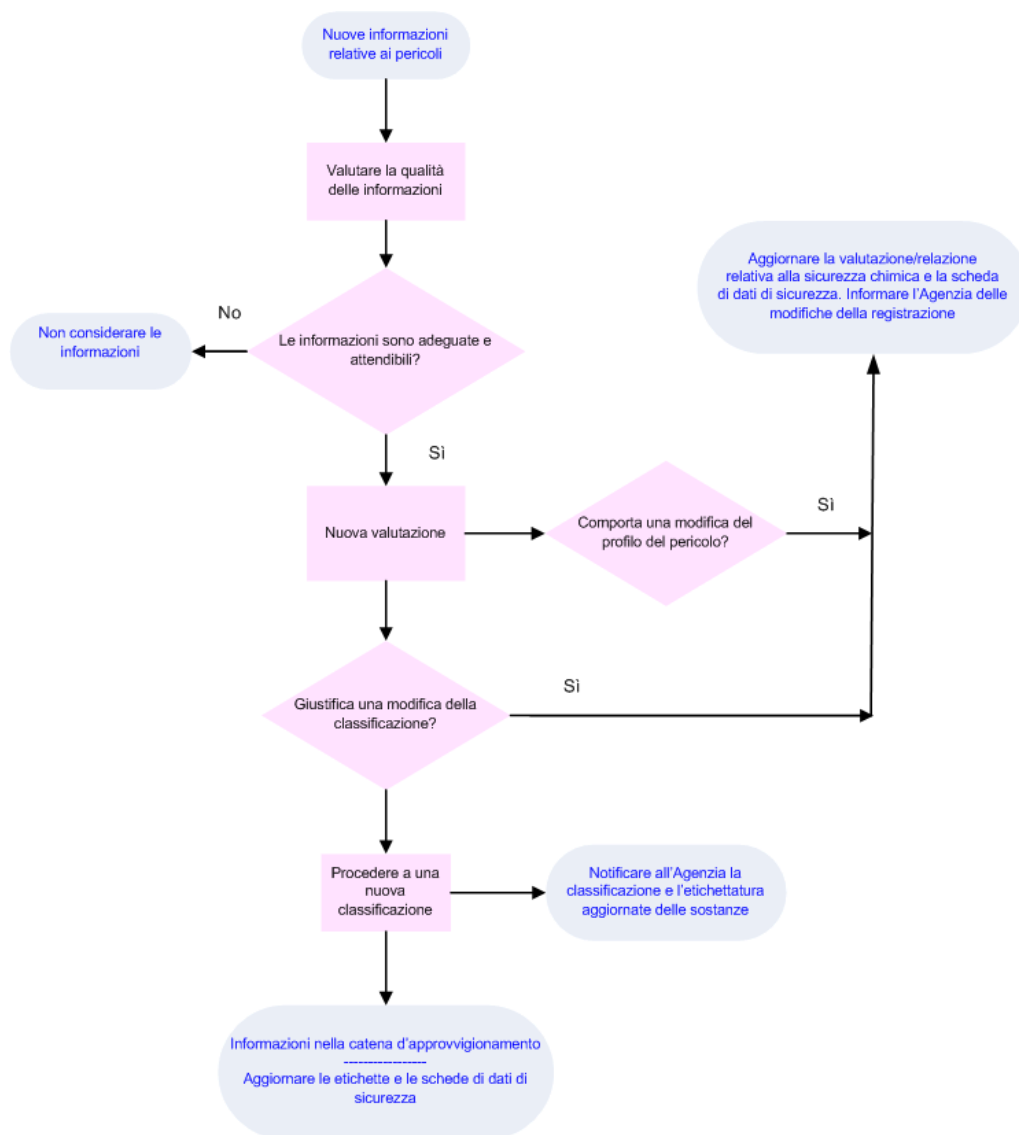 Nuove informazioni
relative ai pericoli
Valutare la qualità
delle informazioni
Aggiornare la valutazione/relazione
relativa alla sicurezza chimica e la scheda
di dati di sicurezza. Informare l'Agenzia delle
modifiche della registrazione
No
Non considerare le
informazioni
Le informazioni sono adeguate e
attendibili?
Sì
Nuova valutazione
Comporta una modifica del
profilo del pericolo?
Sì
Giustifica una modifica della
classificazione?
Sì
Procedere a una
nuova
classificazione
Notificare all'Agenzia la
classificazione e l'etichettatura
aggiornate delle sostanze
Informazioni nella catena d'approvvigionamento
-----------------
Aggiornare le etichette e le schede di dati di
sicurezza